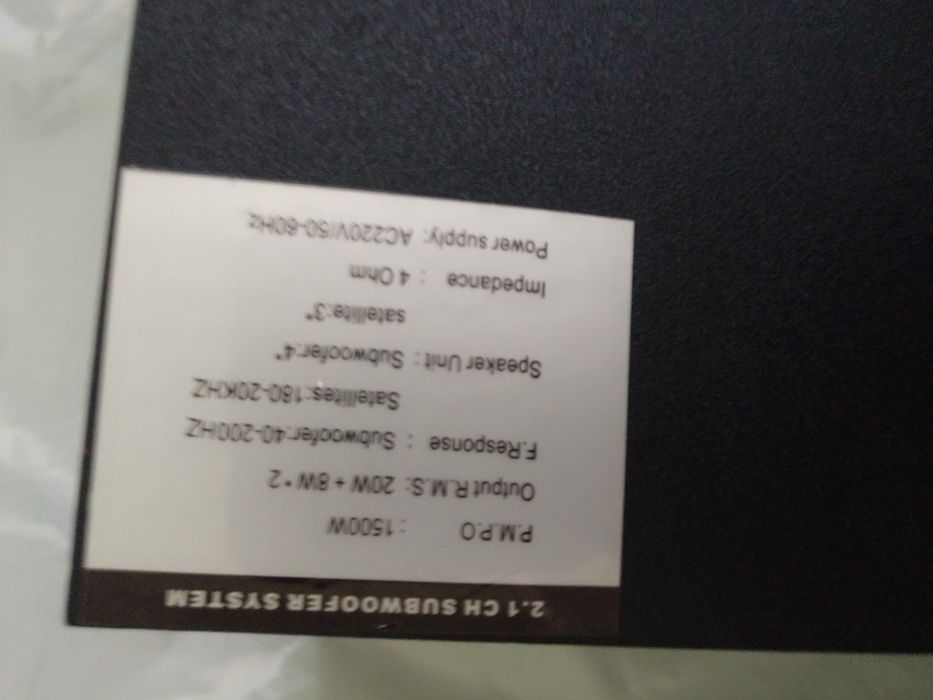 2.1 CH SUBWOOFER SYSTEM
P.M.P.O : 1500W
Output R.M.S: 20W + 8W*2
F.Response : Subwoofer:40-200HZ
Satellites:180-20KHZ
Speaker Unit : Subwoofer:4"
satellite:3"
Impedance : 4 Ohm
Power supply: AC220V/50-60Hz